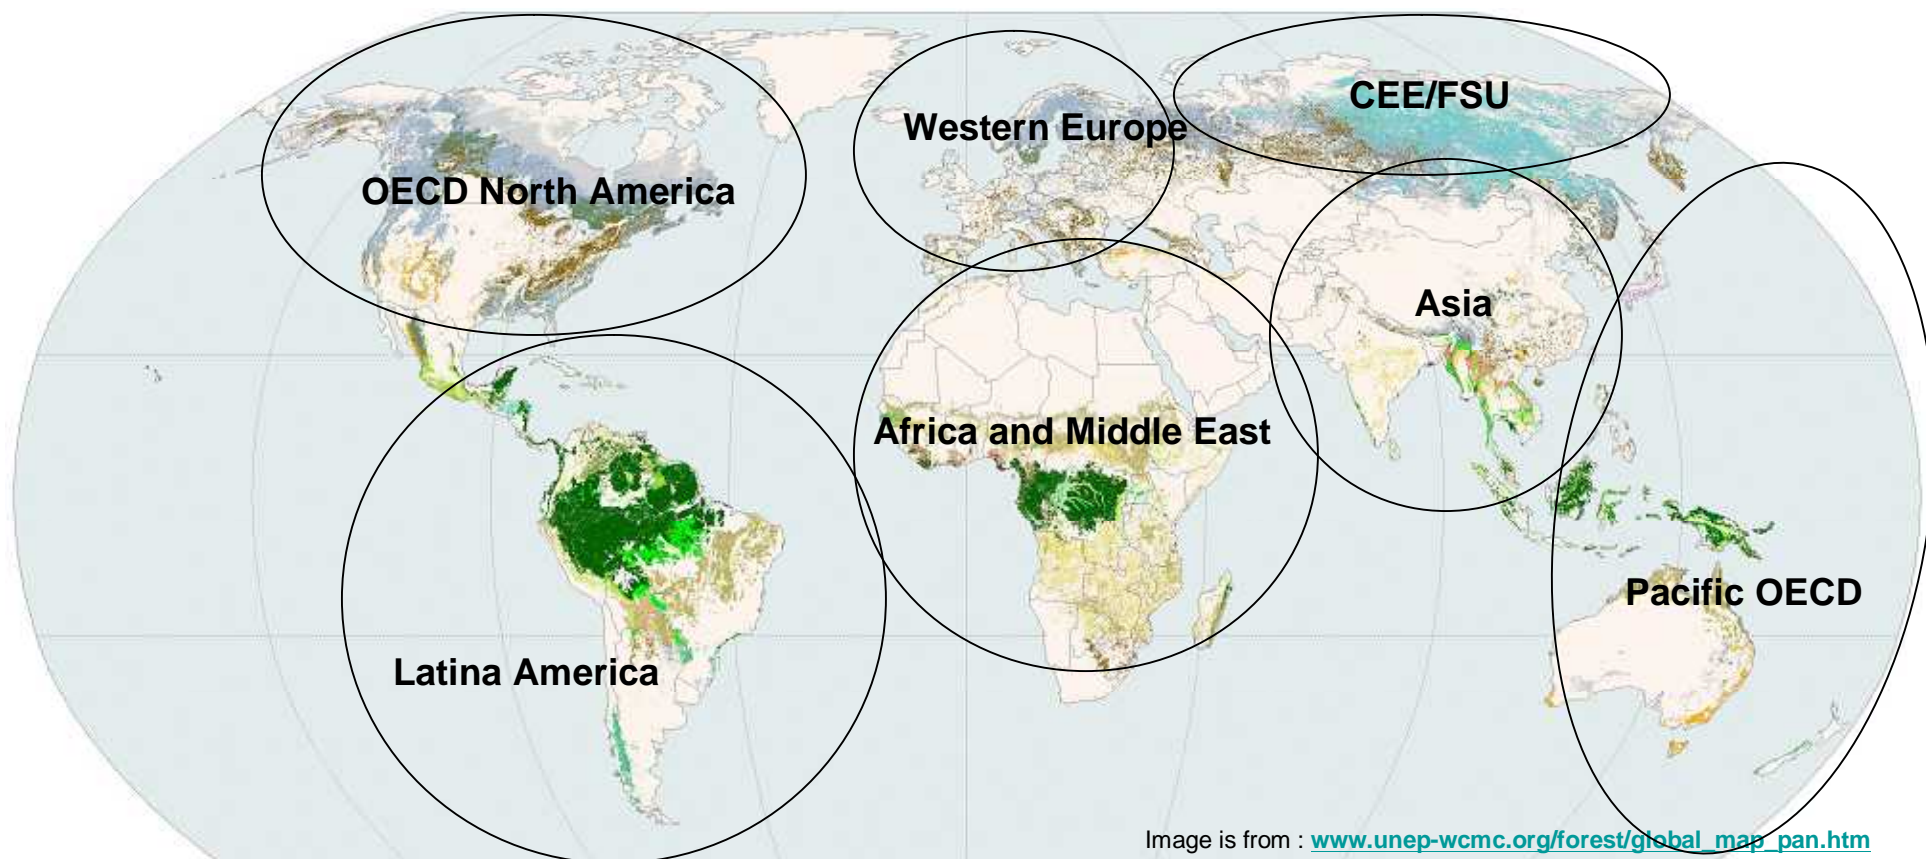 CEE/FSU
Western Europe
OECD North America
Asia
Africa and Middle East
Pacific OECD
Latina America
Image is from : www.unep-wcmc.org/forest/global_map_pan.htm